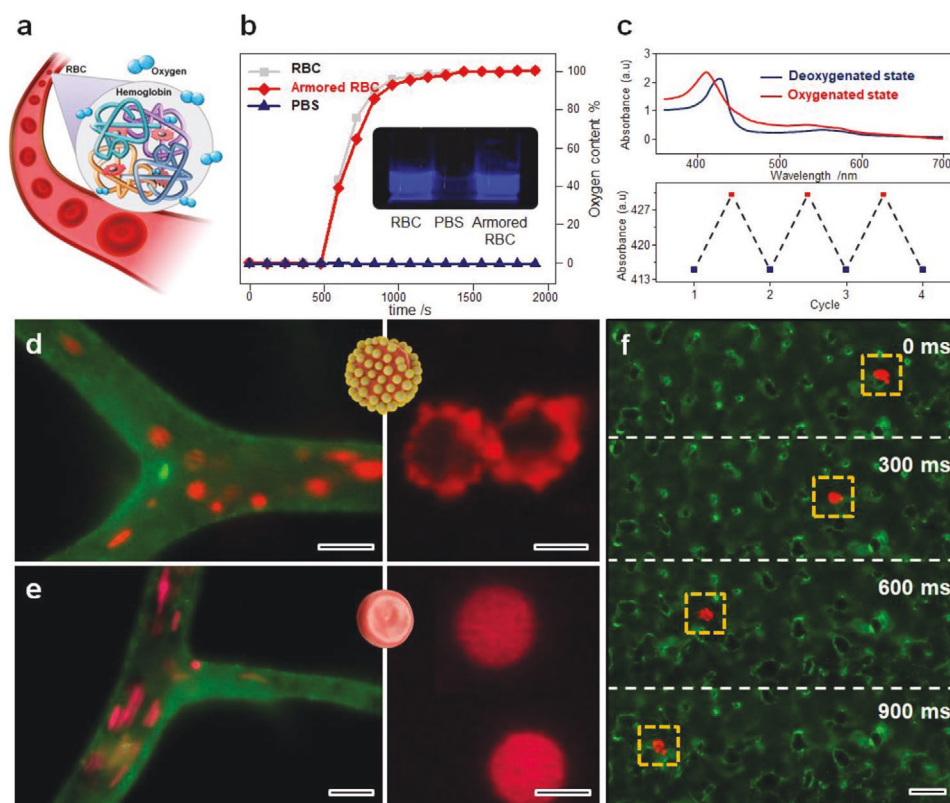 a
RBC
Oxygen
Hemoglobin
b
RBC
Armored RBC
PBS
RBC PBS Armored
RBC
100
80
60
40
20
0
Oxygen content %
0 500 1000 1500 2000
time /s
c
3
2
1
0
Absorbance (a.u)
Deoxygenated state
Oxygenated state
400 500 600 700
Wavelength /nm
427
420
413
Absorbance (a.u)
1 2 3 4
Cycle
d
e
f
0 ms
300 ms
600 ms
900 ms